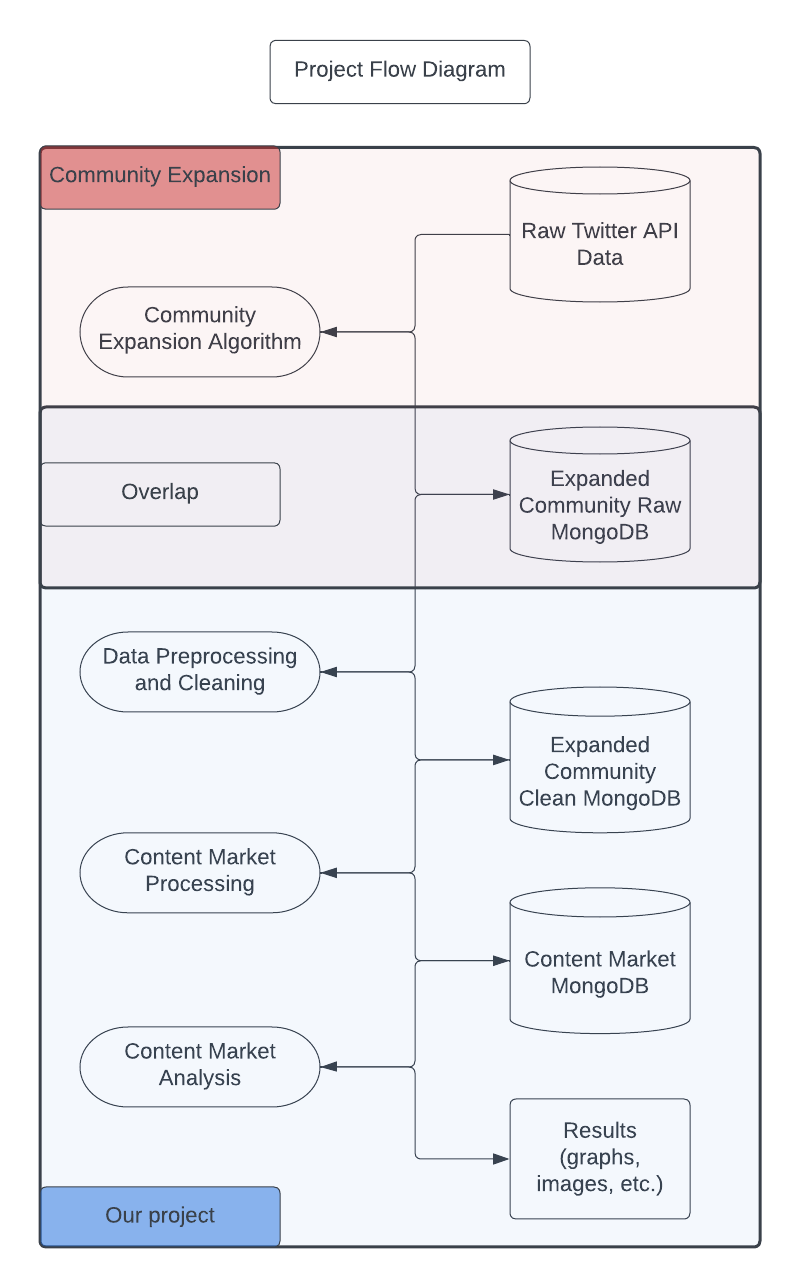 Project Flow Diagram
Community Expansion
Raw Twitter API
Data
Community
Expansion Algorithm
Overlap
Expanded
Community Raw
MongoDB
Data Preprocessing
and Cleaning
Expanded
Community
Clean MongoDB
Content Market
Processing
Content Market
MongoDB
Content Market
Analysis
Results
(graphs,
images, etc.)
Our project